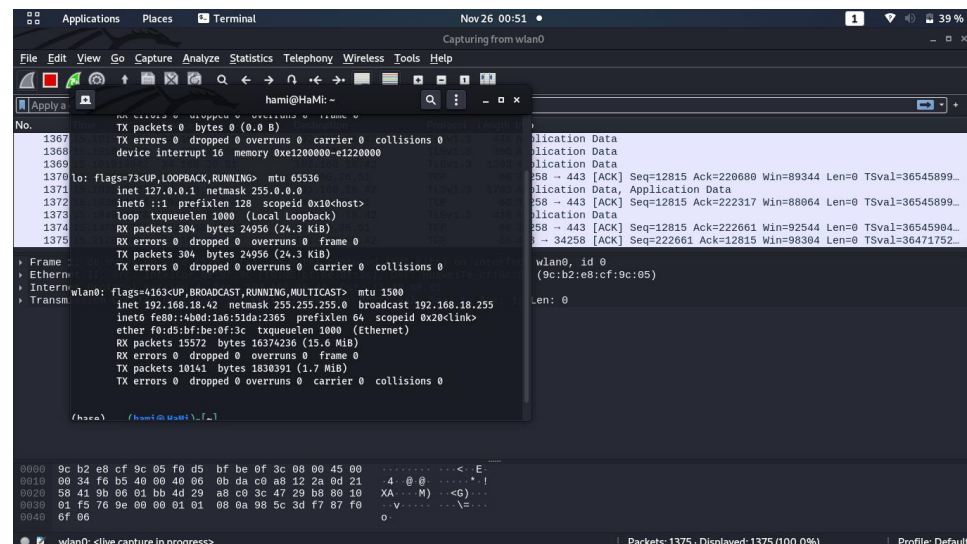 Applications Places Terminal Nov 26 00:51 1 39 %
Capturing from wlan0
File Edit View Go Capture Analyze Statistics Telephony Wireless Tools Help
Apply a
hami@HaMi: ~
No.
TX packets 0 bytes 0 (0.0 B)
TX errors 0 dropped 0 overruns 0 carrier 0 collisions 0
device interrupt 16 memory 0xe1200000-e1220000
lo: flags=73<UP,LOOPBACK,RUNNING> mtu 65536
inet 127.0.0.1 netmask 255.0.0.0
inet6 ::1 prefixlen 128 scopeid 0x10<host>
loop txqueuelen 1000 (Local Loopback)
RX packets 304 bytes 24956 (24.3 KiB)
RX errors 0 dropped 0 overruns 0 frame 0
TX packets 304 bytes 24956 (24.3 KiB)
TX errors 0 dropped 0 overruns 0 carrier 0 collisions 0
wlan0: flags=4163<UP,BROADCAST,RUNNING,MULTICAST> mtu 1500
inet 192.168.18.42 netmask 255.255.255.0 broadcast 192.168.18.255
inet6 fe80::4b0d:1a6:51da:2365 prefixlen 64 scopeid 0x20<link>
ether f0:d5:bf:be:0f:3c txqueuelen 1000 (Ethernet)
RX packets 15572 bytes 16374236 (15.6 MiB)
RX errors 0 dropped 0 overruns 0 frame 0
TX packets 10141 bytes 1830391 (1.7 MiB)
TX errors 0 dropped 0 overruns 0 carrier 0 collisions 0
(base) (hami@HaMi)-[~]
1367 plication Data
1368 plication Data
1369 plication Data
1370 258 → 443 [ACK] Seq=12815 Ack=220680 Win=89344 Len=0 TSval=36545899…
1371 plication Data, Application Data
1372 258 → 443 [ACK] Seq=12815 Ack=222317 Win=88064 Len=0 TSval=36545899…
1373 plication Data
1374 258 → 443 [ACK] Seq=12815 Ack=222661 Win=92544 Len=0 TSval=36545904…
1375 3 → 34258 [ACK] Seq=222661 Ack=12815 Win=98304 Len=0 TSval=36471752…
Frame wlan0, id 0
Ethern (9c:b2:e8:cf:9c:05)
Intern
Transm Len: 0
0000 9c b2 e8 cf 9c 05 f0 d5 bf be 0f 3c 08 00 45 00 ········ ···<··E·
0010 00 34 f6 b5 40 00 40 06 0b da c0 a8 12 2a 0d 21 ·4··@·@· ·····*·!
0020 58 41 9b 06 01 bb 4d 29 a8 c0 3c 47 29 b8 80 10 XA····M) ··<G)···
0030 01 f5 76 9e 00 00 01 01 08 0a 98 5c 3d f7 87 f0 ··v····· ···\=···
0040 6f 06 o·
wlan0: <live capture in progress> Packets: 1375 · Displayed: 1375 (100.0%) Profile: Default